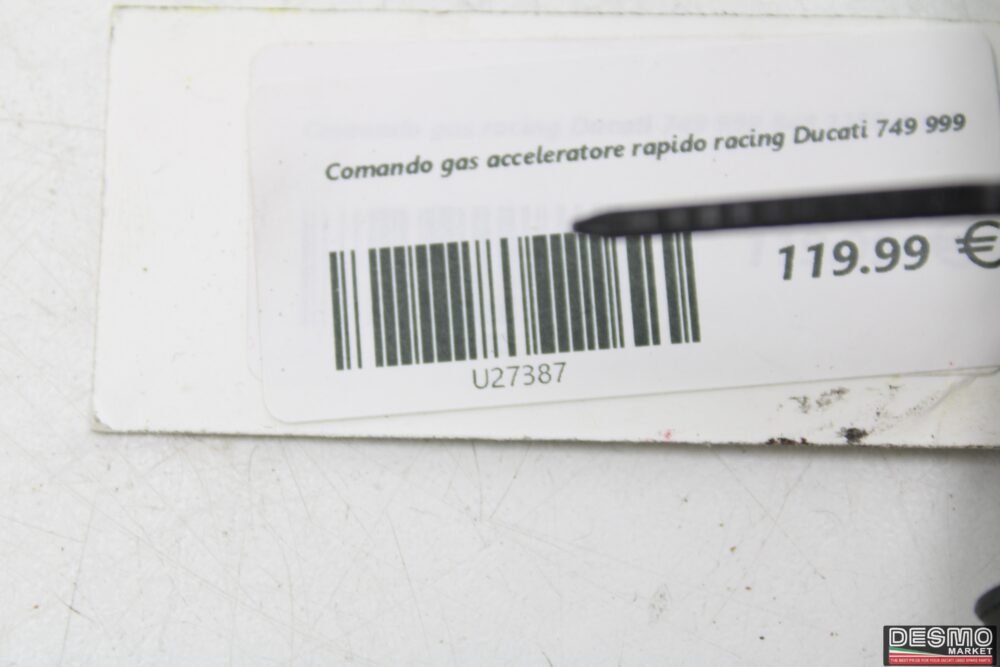 Comando gas acceleratore rapido racing Ducati 749 999
119.99 €
U27387
DESMO
MARKET